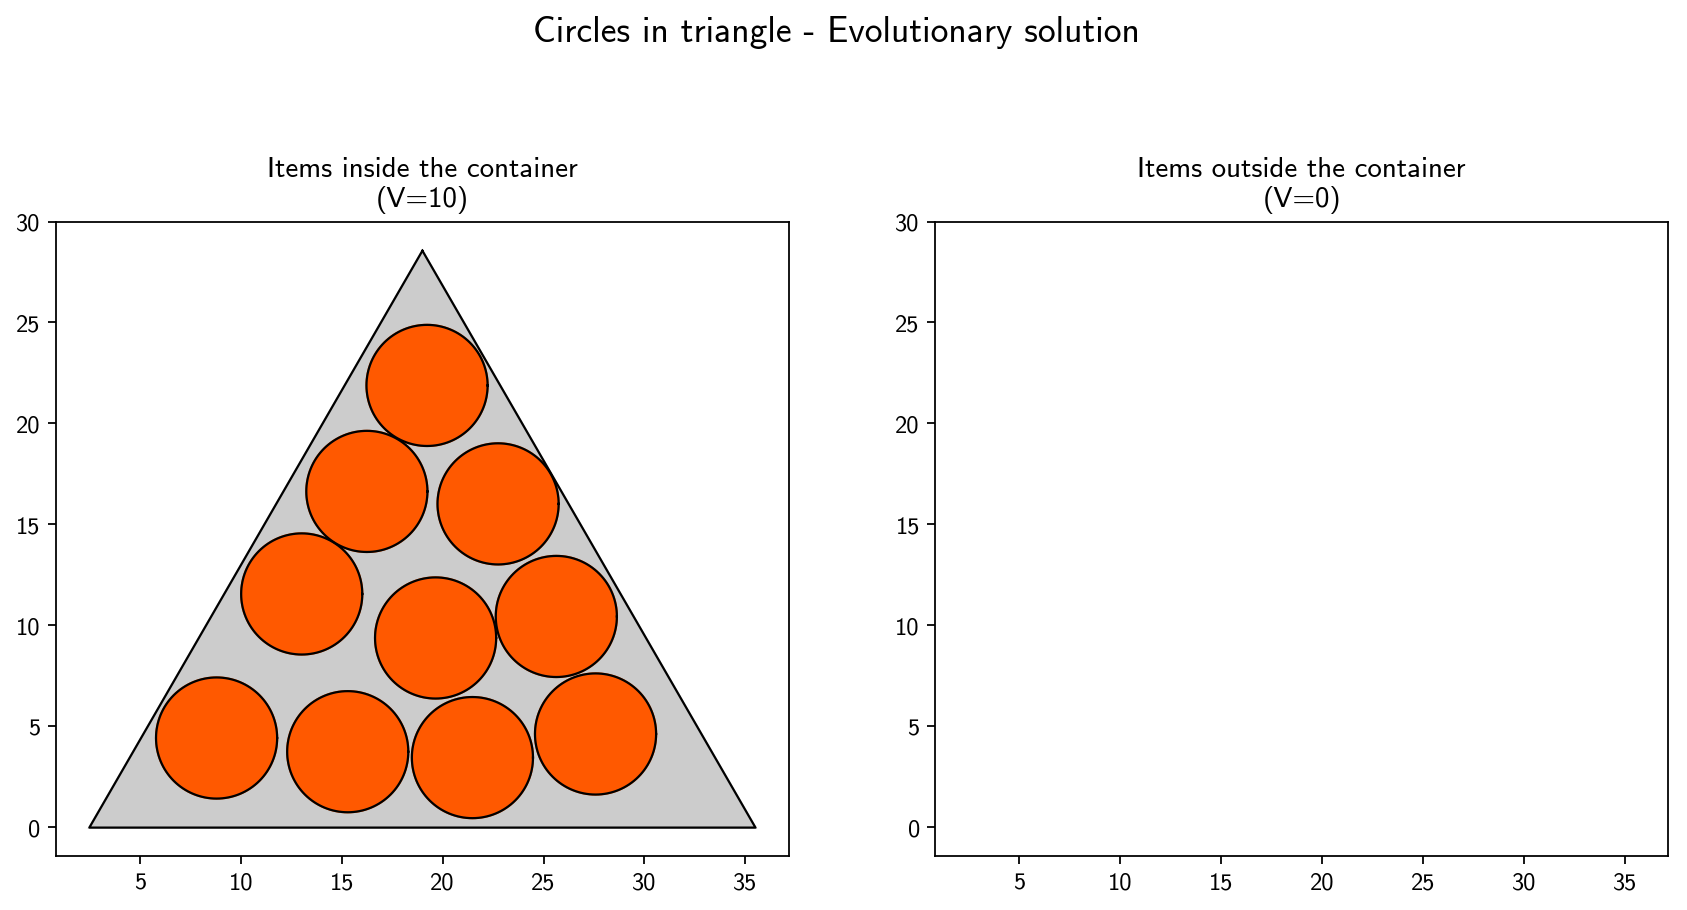 Circles in triangle - Evolutionary solution
Items inside the container
(V=10)
30
25
20
15
10
5
0
5 10 15 20 25 30 35
Items outside the container
(V=0)
30
25
20
15
10
5
0
5 10 15 20 25 30 35